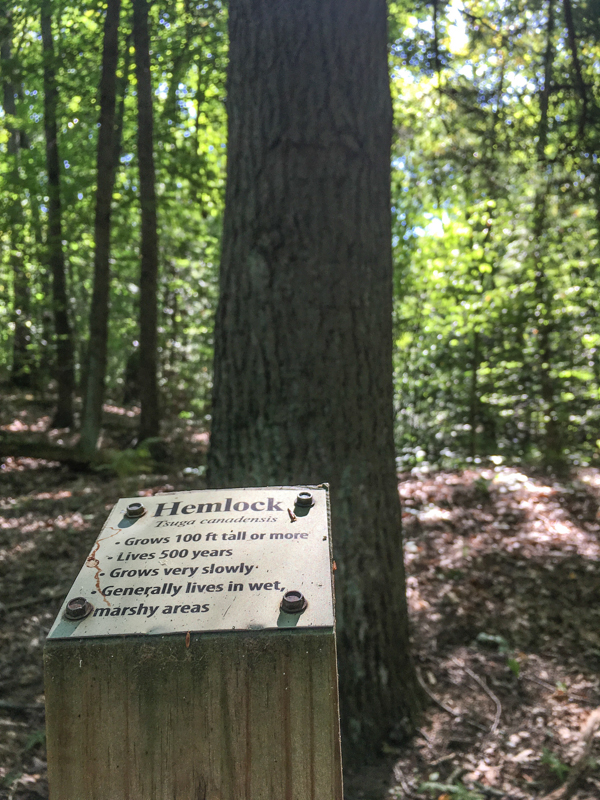 Hemlock
Tsuga canadensis
- Grows 100 ft tall or more
- Lives 500 years
- Grows very slowly
- Generally lives in wet,
marshy areas